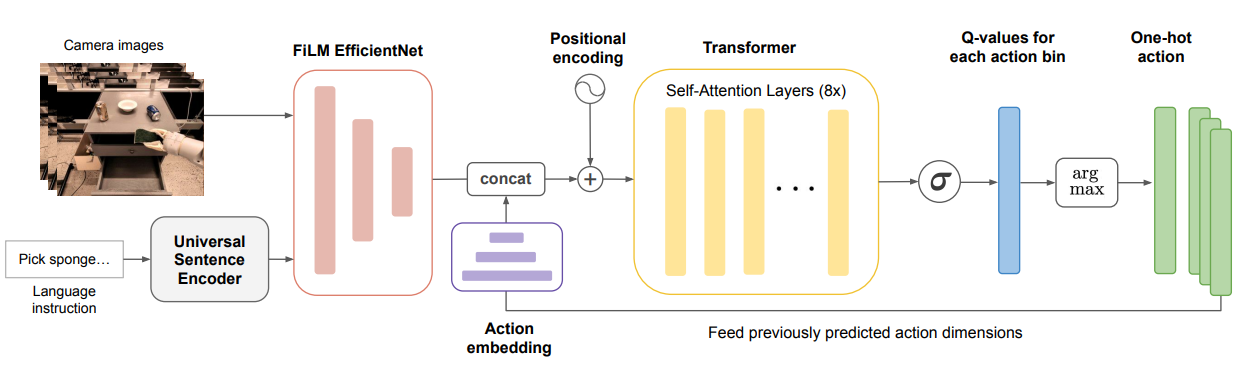 Camera images
FiLM EfficientNet
Positional
encoding
Transformer
Q-values for
each action bin
One-hot
action
Self-Attention Layers (8x)
concat
+
...
σ
arg
max
Pick sponge...
Language
instruction
Universal
Sentence
Encoder
Action
embedding
Feed previously predicted action dimensions